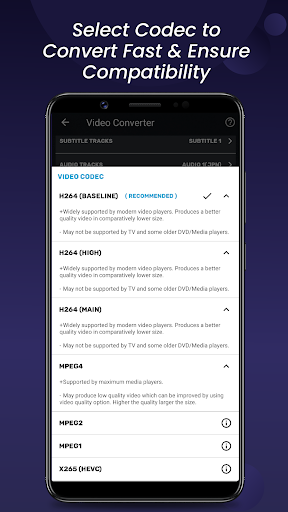 Select Codec to
Convert Fast & Ensure
Compatibility
Video Converter
SUBTITLE TRACKS SUBTITLE 1
AUDIO TRACKS AUDIO 1(JPN)
VIDEO CODEC
H264 (BASELINE) (RECOMMENDED)
+Widely supported by modern video players. Produces a better
quality video in comparatively lower size.
- May not be supported by TV and some older DVD/Media players.
H264 (HIGH)
+Widely supported by modern video players. Produces a better
quality video in comparatively lower size.
- May not be supported by TV and some older DVD/Media players.
H264 (MAIN)
+Widely supported by modern video players. Produces a better
quality video in comparatively lower size.
- May not be supported by TV and some older DVD/Media players.
MPEG4
+Supported by maximum media players.
- May produce low quality video which can be improved by using
video quality option. Higher the quality larger the size.
MPEG2
MPEG1
X265 (HEVC)